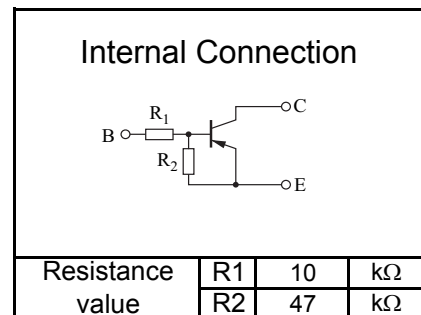 Internal Connection
C
R1
B
R2
E
Resistance value R1 10 kΩ
R2 47 kΩ